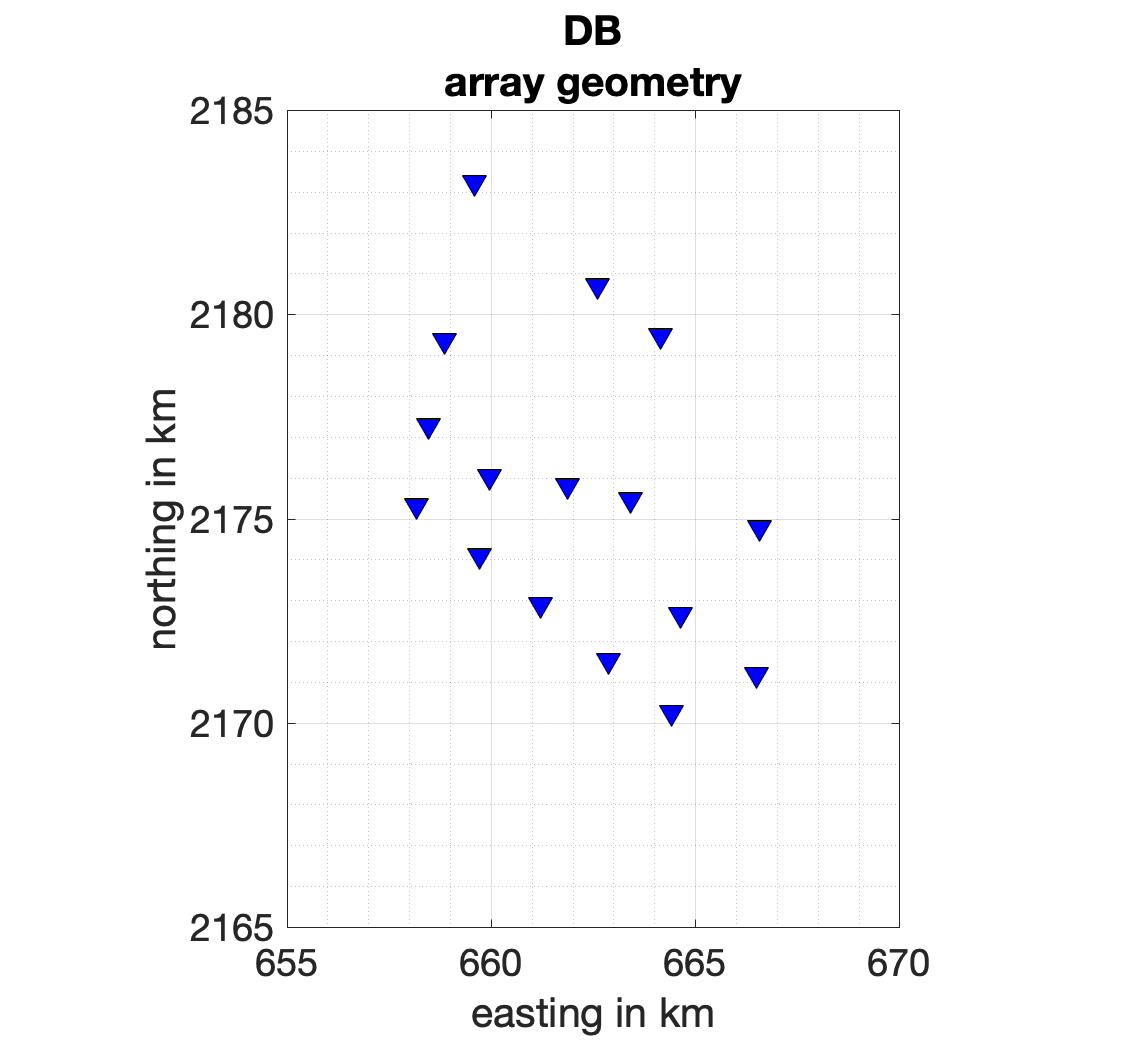 DB
array geometry
2185
2180
2175
2170
2165
northing in km
655 660 665 670
easting in km